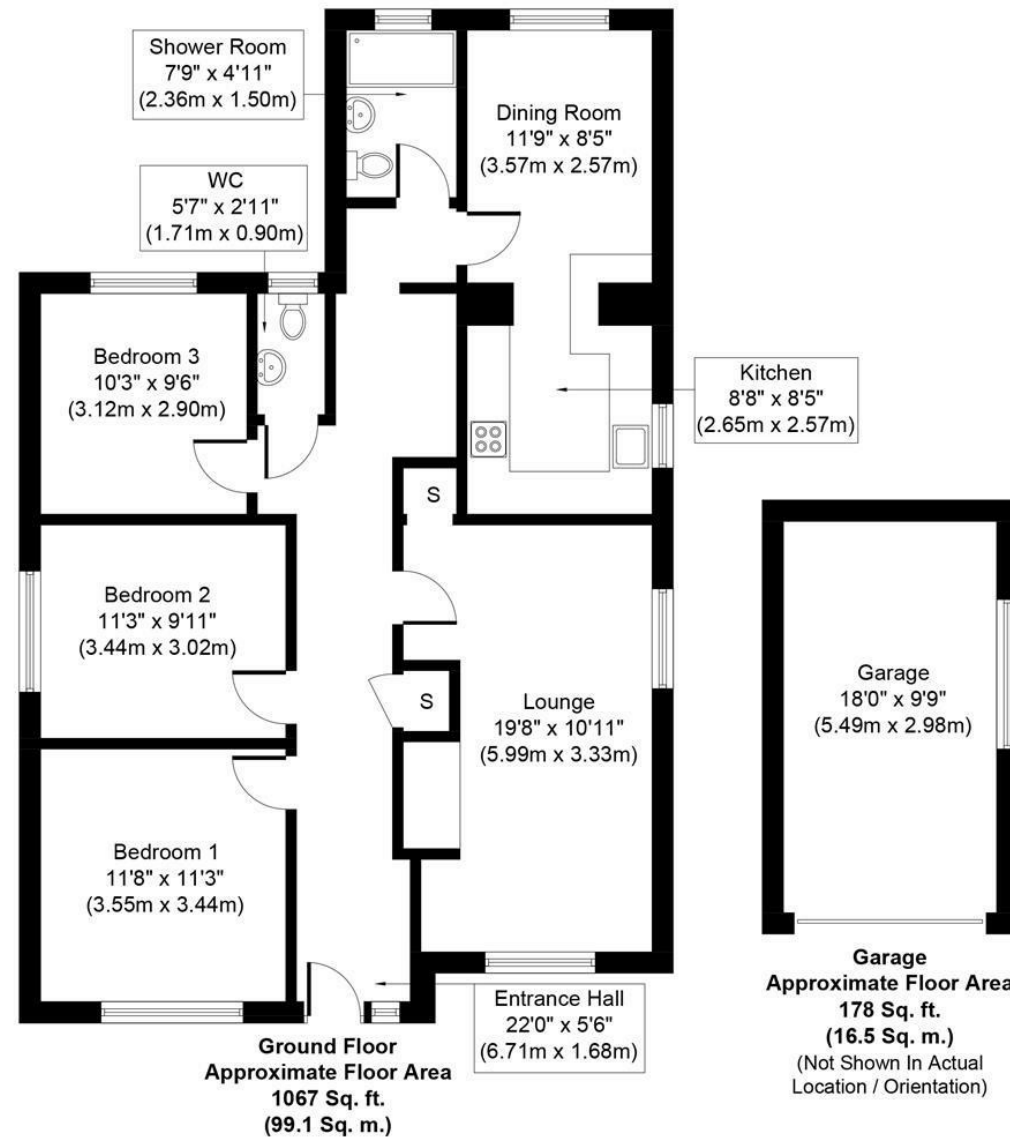 Shower Room
7'9" x 4'11"
(2.36m x 1.50m)
Dining Room
11'9" x 8'5"
(3.57m x 2.57m)
WC
5'7" x 2'11"
(1.71m x 0.90m)
Bedroom 3
10'3" x 9'6"
(3.12m x 2.90m)
Kitchen
8'8" x 8'5"
(2.65m x 2.57m)
S
Bedroom 2
11'3" x 9'11"
(3.44m x 3.02m)
S
Lounge
19'8" x 10'11"
(5.99m x 3.33m)
Garage
18'0" x 9'9"
(5.49m x 2.98m)
Bedroom 1
11'8" x 11'3"
(3.55m x 3.44m)
Entrance Hall
22'0" x 5'6"
(6.71m x 1.68m)
Ground Floor
Approximate Floor Area
1067 Sq. ft.
(99.1 Sq. m.)
Garage
Approximate Floor Area
178 Sq. ft.
(16.5 Sq. m.)
(Not Shown In Actual
Location / Orientation)